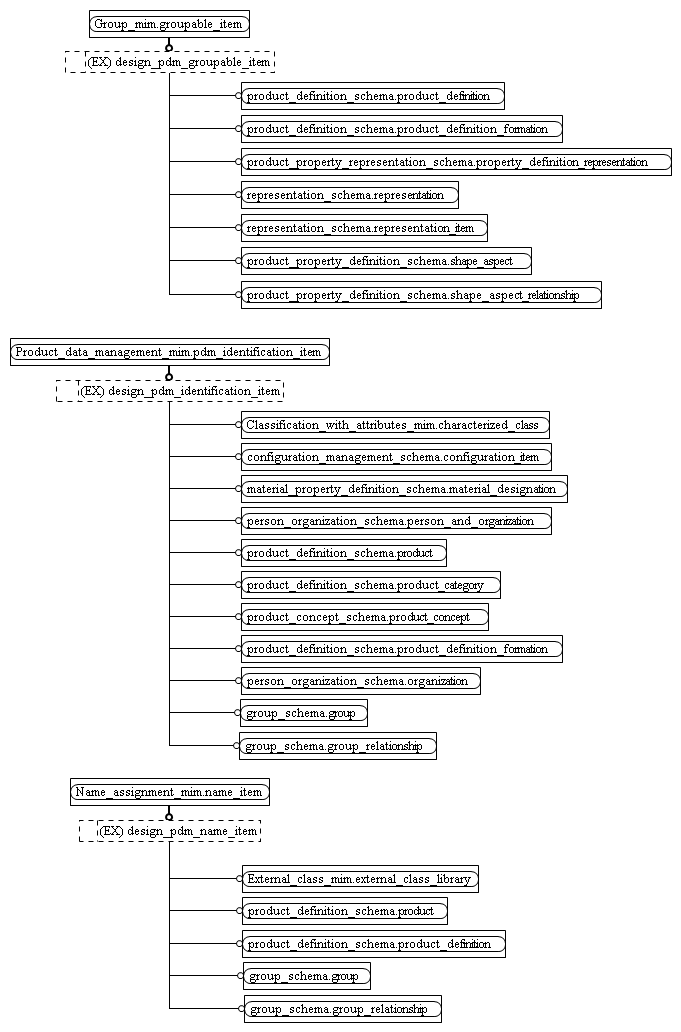 Group_mim.groupable_item
(EX) design_pdm_groupable_item
product_definition_schema.product_definition
product_definition_schema.product_definition_formation
product_property_representation_schema.property_definition_representation
representation_schema.representation
representation_schema.representation_item
product_property_definition_schema.shape_aspect
product_property_definition_schema.shape_aspect_relationship
Product_data_management_mim.pdm_identification_item
(EX) design_pdm_identification_item
Classification_with_attributes_mim.characterized_class
configuration_management_schema.configuration_item
material_property_definition_schema.material_designation
person_organization_schema.person_and_organization
product_definition_schema.product
product_definition_schema.product_category
product_concept_schema.product_concept
product_definition_schema.product_definition_formation
person_organization_schema.organization
group_schema.group
group_schema.group_relationship
Name_assignment_mim.name_item
(EX) design_pdm_name_item
External_class_mim.external_class_library
product_definition_schema.product
product_definition_schema.product_definition
group_schema.group
group_schema.group_relationship